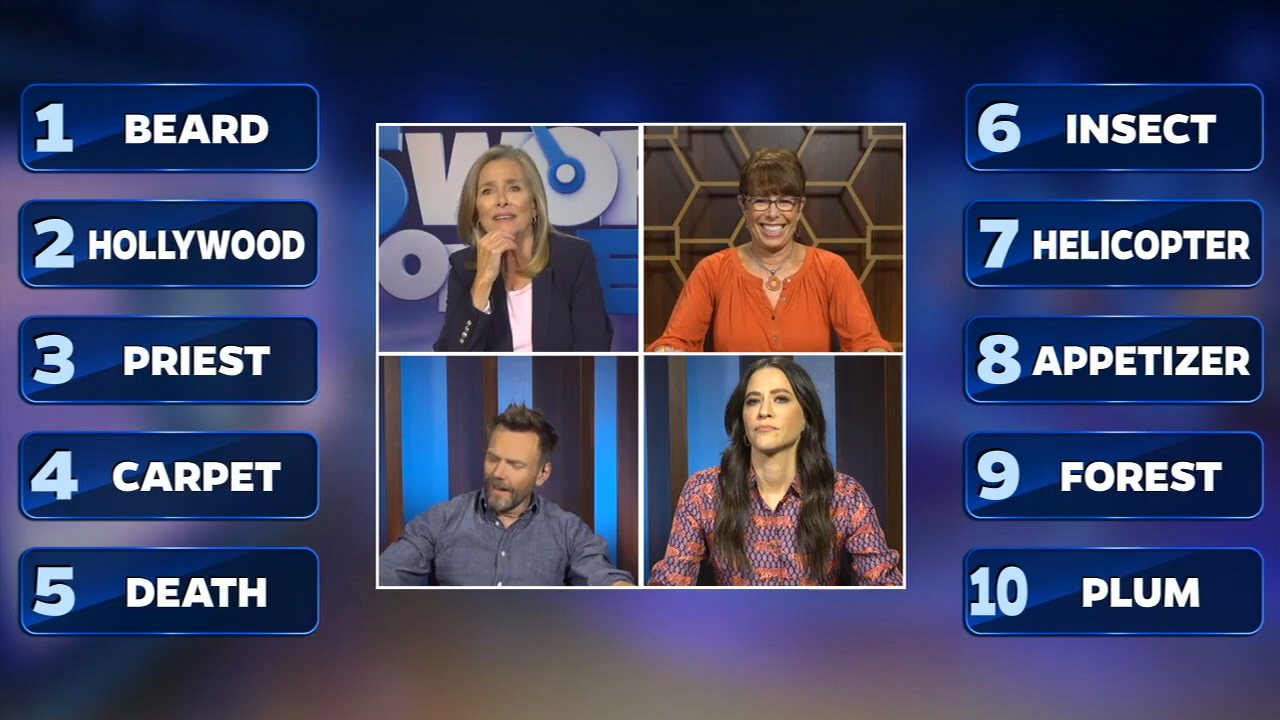 1 BEARD
2 HOLLYWOOD
3 PRIEST
4 CARPET
5 DEATH
6 INSECT
7 HELICOPTER
8 APPETIZER
9 FOREST
10 PLUM